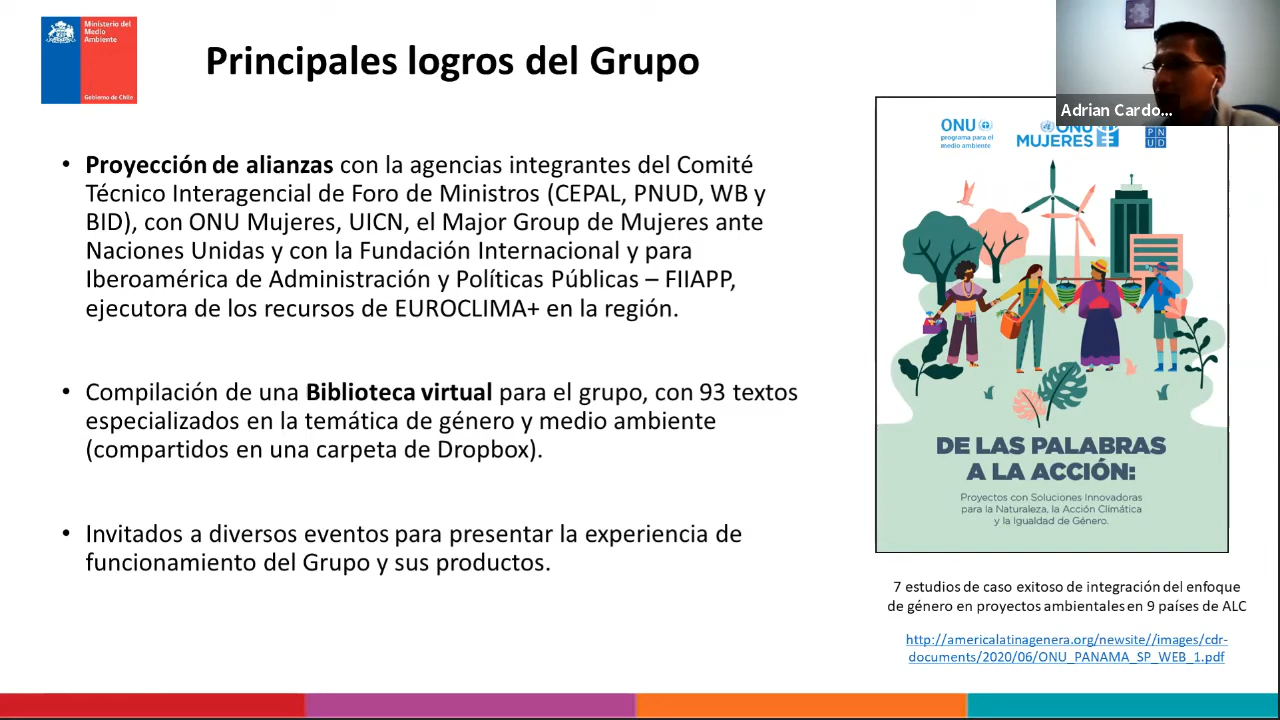 Ministerio del
Medio
Ambiente
Gobierno de Chile
Principales logros del Grupo
Adrian Cardo...
• Proyección de alianzas con la agencias integrantes del Comité
Técnico Interagencial de Foro de Ministros (CEPAL, PNUD, WB y
BID), con ONU Mujeres, UICN, el Major Group de Mujeres ante
Naciones Unidas y con la Fundación Internacional y para
Iberoamérica de Administración y Políticas Públicas – FIIAPP,
ejecutora de los recursos de EUROCLIMA+ en la región.
• Compilación de una Biblioteca virtual para el grupo, con 93 textos
especializados en la temática de género y medio ambiente
(compartidos en una carpeta de Dropbox).
• Invitados a diversos eventos para presentar la experiencia de
funcionamiento del Grupo y sus productos.
ONU
programa para el
medio ambiente
ONU
MUJERES
PN
UD
DE LAS PALABRAS
A LA ACCIÓN:
Proyectos con Soluciones Innovadoras
para la Naturaleza, la Acción Climática
y la Igualdad de Género.
7 estudios de caso exitoso de integración del enfoque
de género en proyectos ambientales en 9 países de ALC
http://americalatinagenera.org/newsite//images/cdr-
documents/2020/06/ONU_PANAMA_SP_WEB_1.pdf